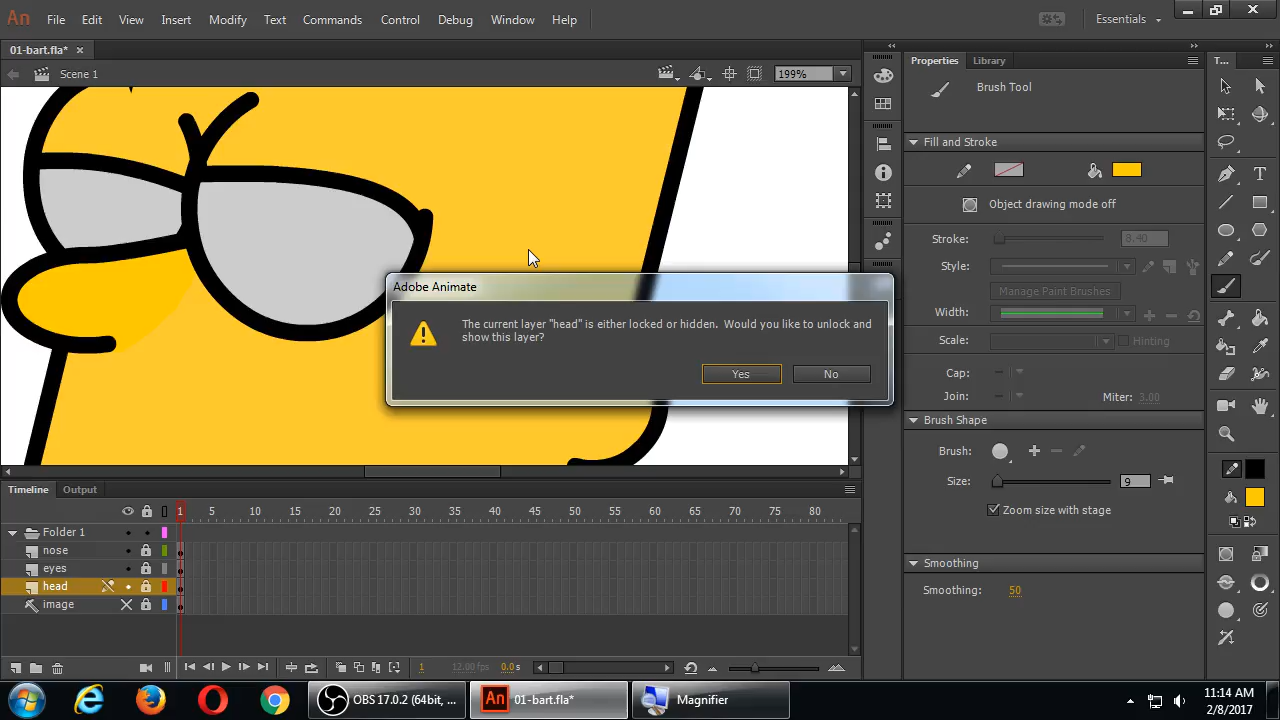 An File Edit View Insert Modify Text Commands Control Debug Window Help Essentials
01-bart.fla* ×
Scene 1 199%
Properties Library T...
Brush Tool
Fill and Stroke
Object drawing mode off
Stroke: 8.40
Style:
Manage Paint Brushes
Width:
Scale: Hinting
Cap:
Join: Miter: 3.00
Brush Shape
Brush:
Size: 9
Zoom size with stage
Smoothing
Smoothing: 50
Adobe Animate
The current layer "head" is either locked or hidden. Would you like to unlock and
show this layer?
Yes No
Timeline Output
1 5 10 15 20 25 30 35 40 45 50 55 60 65 70 75 80
Folder 1
nose
eyes
head
image
1 12.00 fps 0.0 s
OBS 17.0.2 (64bit, ... An 01-bart.fla* Magnifier
11:14 AM
2/8/2017